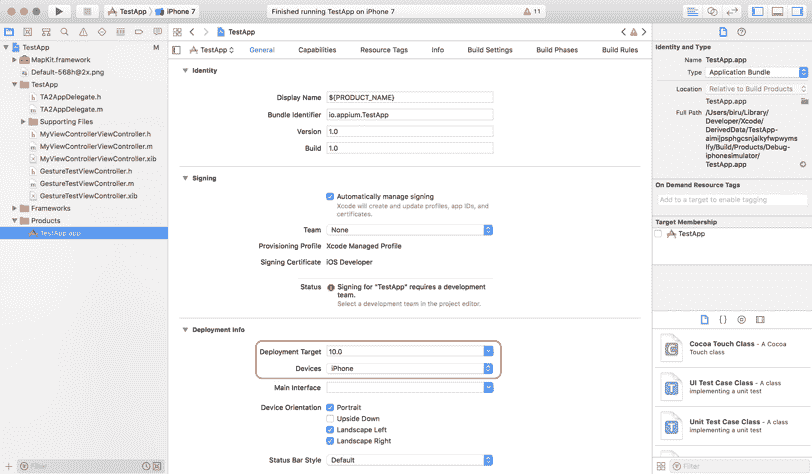 TestApp
iPhone 7
Finished running TestApp on iPhone 7
11
TestApp
M
MapKit.framework
Default-568h@2x.png
TestApp
TA2AppDelegate.h
TA2AppDelegate.m
Supporting Files
MyViewControllerViewController.h
MyViewControllerViewController.m
MyViewControllerViewController.xib
GestureTestViewController.h
GestureTestViewController.m
GestureTestViewController.xib
Frameworks
Products
TestApp.app
Filter
TestApp
TestApp
General
Capabilities
Resource Tags
Info
Build Settings
Build Phases
Build Rules
Identity
Display Name
${PRODUCT_NAME}
Bundle Identifier
io.appium.TestApp
Version
1.0
Build
1.0
Signing
Automatically manage signing
Xcode will create and update profiles, app IDs, and
certificates.
Team
None
Provisioning Profile
Xcode Managed Profile
Signing Certificate
iOS Developer
Status
Signing for "TestApp" requires a development
team.
Select a development team in the project editor.
Deployment Info
Deployment Target
10.0
Devices
iPhone
Main Interface
Device Orientation
Portrait
Upside Down
Landscape Left
Landscape Right
Status Bar Style
Default
Identity and Type
Name
TestApp.app
Type
Application Bundle
Location
Relative to Build Products
TestApp.app
Full Path
/Users/biru/Library/
Developer/Xcode/
DerivedData/TestApp-
Build/Products/Debug-
iphonesimulator/
TestApp.app
On Demand Resource Tags
Add to a target to enable tagging
Target Membership
TestApp
Cocoa Touch Class - A Cocoa
Touch class
UI Test Case Class - A class
implementing a unit test
Unit Test Case Class - A class
implementing a unit test
Filter